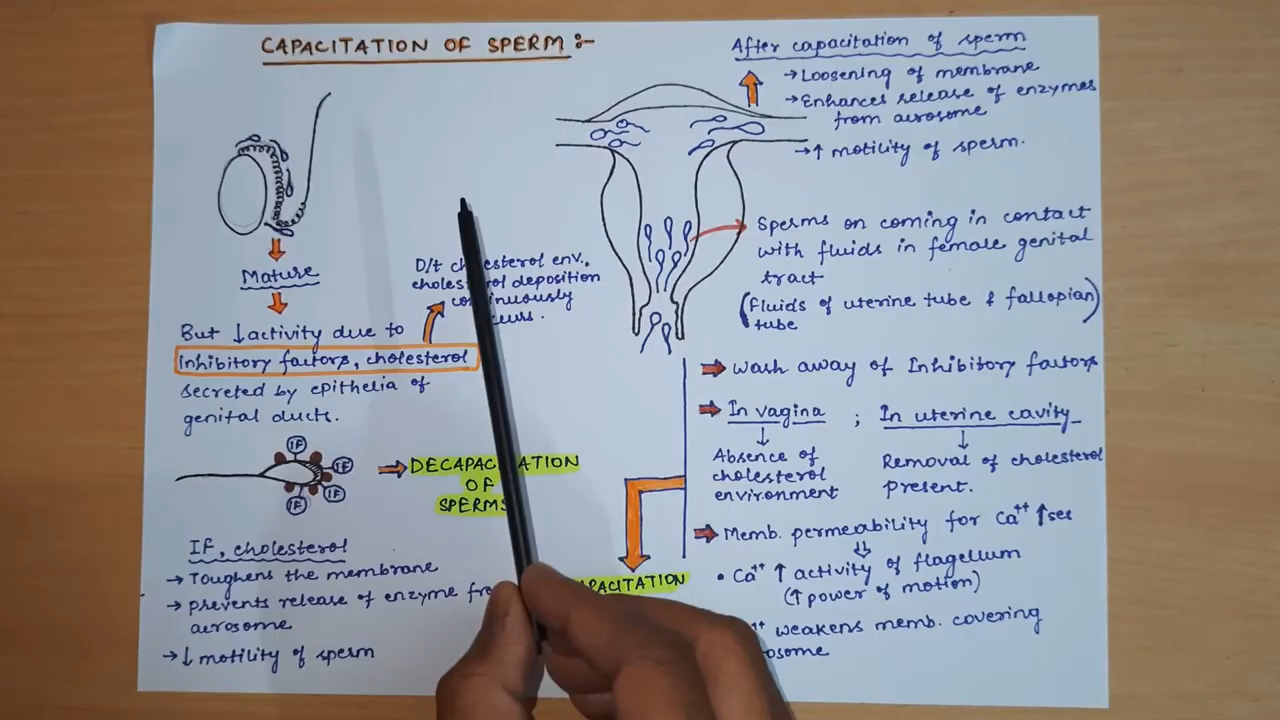 CAPACITATION OF SPERM :-
Mature
But ↓activity due to
inhibitory factors, cholesterol
secreted by epithelia of
genital ducts.
D/t cholesterol env.,
cholesterol deposition
continuously
IF
IF
IF
IF
DECAPACITATION
OF
SPERMS
IF, cholesterol
→ Toughens the membrane
→ prevents release of enzyme
acrosome
→ ↓ motility of sperm
After capacitation of sperm
→ Loosening of membrane
→ Enhances release of enzymes
from acrosome
→ ↑ motility of sperm.
Sperms on coming in contact
with fluids in female genital
tract
(Fluids of uterine tube & fallopian)
tube
Wash away of Inhibitory factors
In vagina ; In uterine cavity
Absence of
cholesterol
environment
Removal of cholesterol
present.
Memb. permeability for Ca++ ↑ses
• Ca++ ↑ activity of flagellum
(↑ power of motion)
weakens memb. covering
CAPACITATION